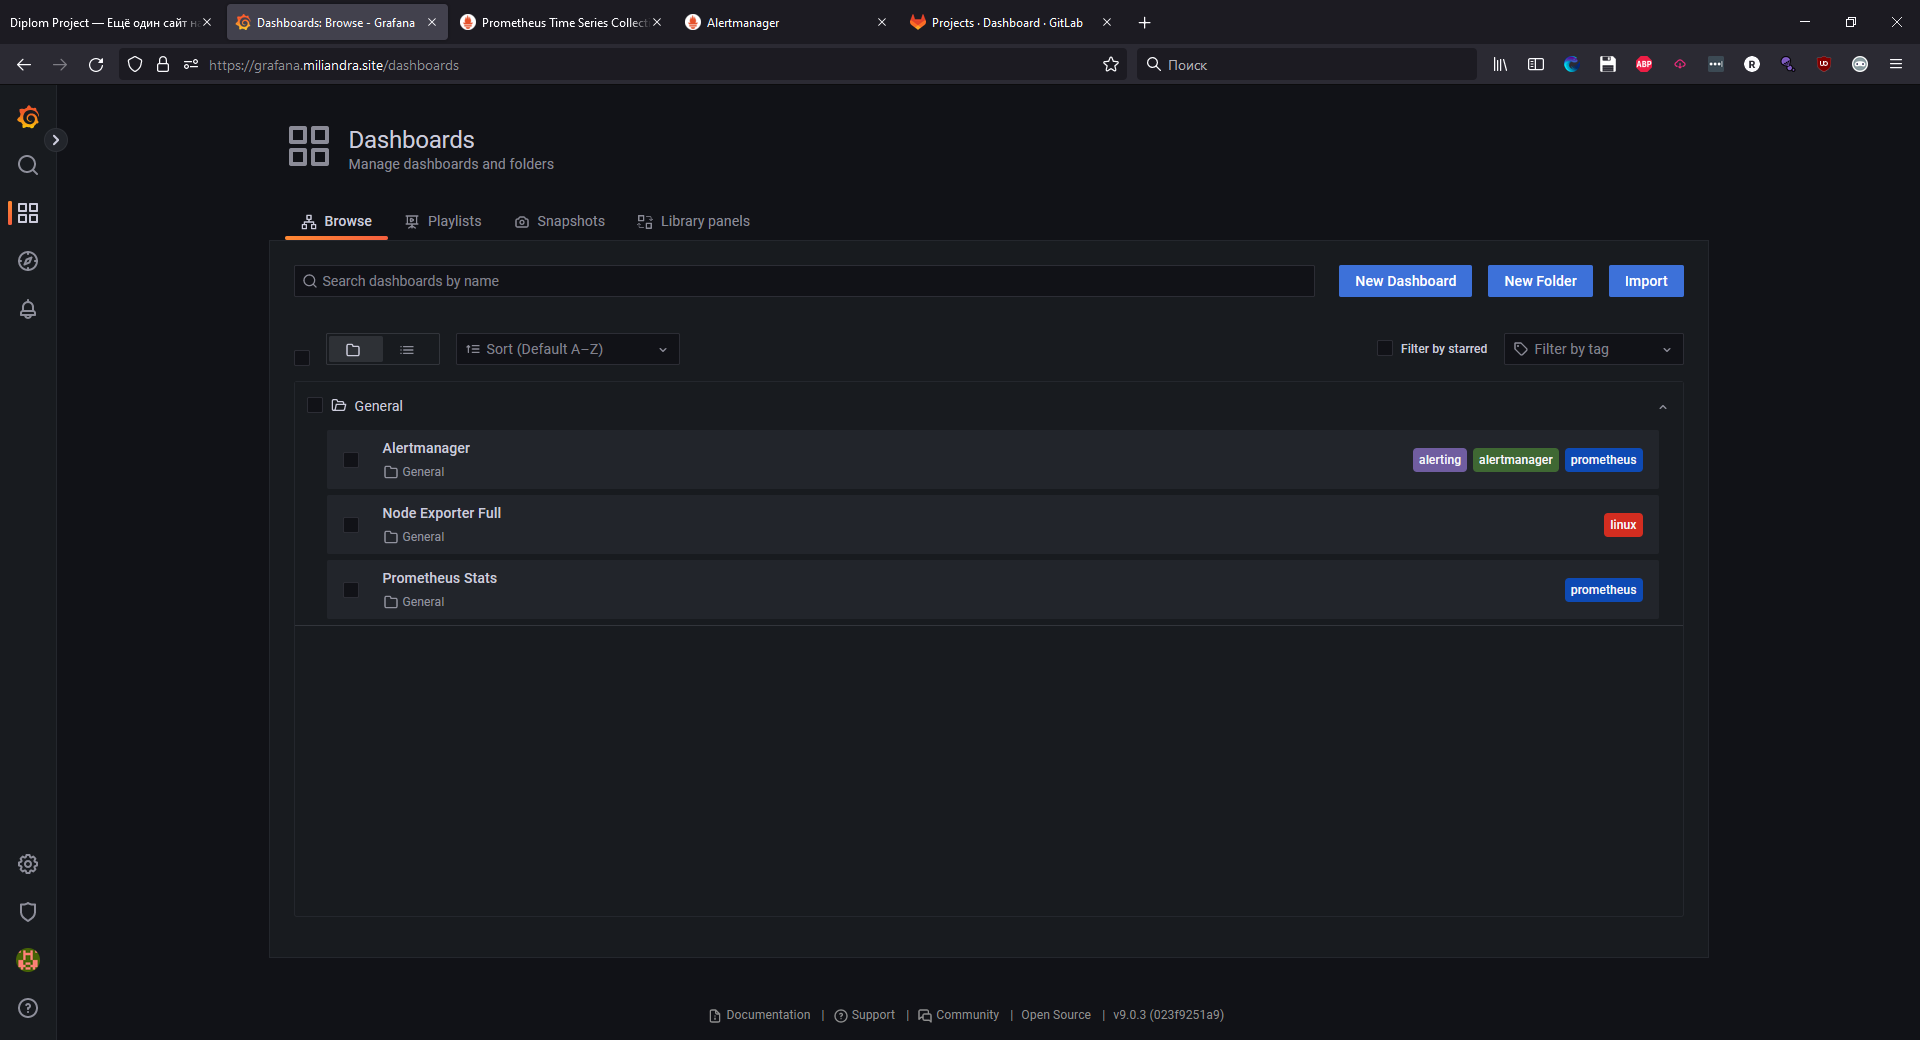 Diplom Project — Ещё один сайт н
Dashboards: Browse - Grafana
Prometheus Time Series Collect
Alertmanager
Projects · Dashboard · GitLab
https://grafana.miliandra.site/dashboards
Поиск
ABP
R
UD
Dashboards
Manage dashboards and folders
Browse
Playlists
Snapshots
Library panels
Search dashboards by name
New Dashboard
New Folder
Import
Sort (Default A–Z)
Filter by starred
Filter by tag
General
Alertmanager
General
alerting
alertmanager
prometheus
Node Exporter Full
General
linux
Prometheus Stats
General
prometheus
Documentation | Support | Community | Open Source | v9.0.3 (023f9251a9)